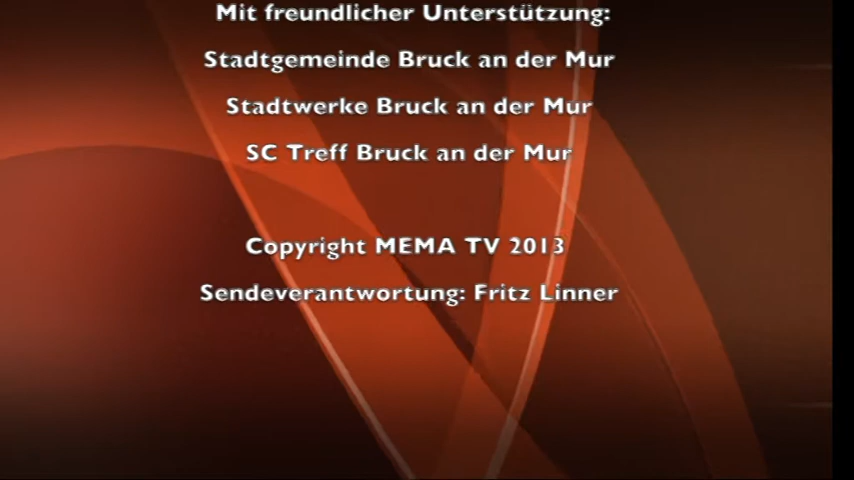 Mit freundlicher Unterstützung:
Stadtgemeinde Bruck an der Mur
Stadtwerke Bruck an der Mur
SC Treff Bruck an der Mur
Copyright MEMA TV 2013
Sendeverantwortung: Fritz Linner